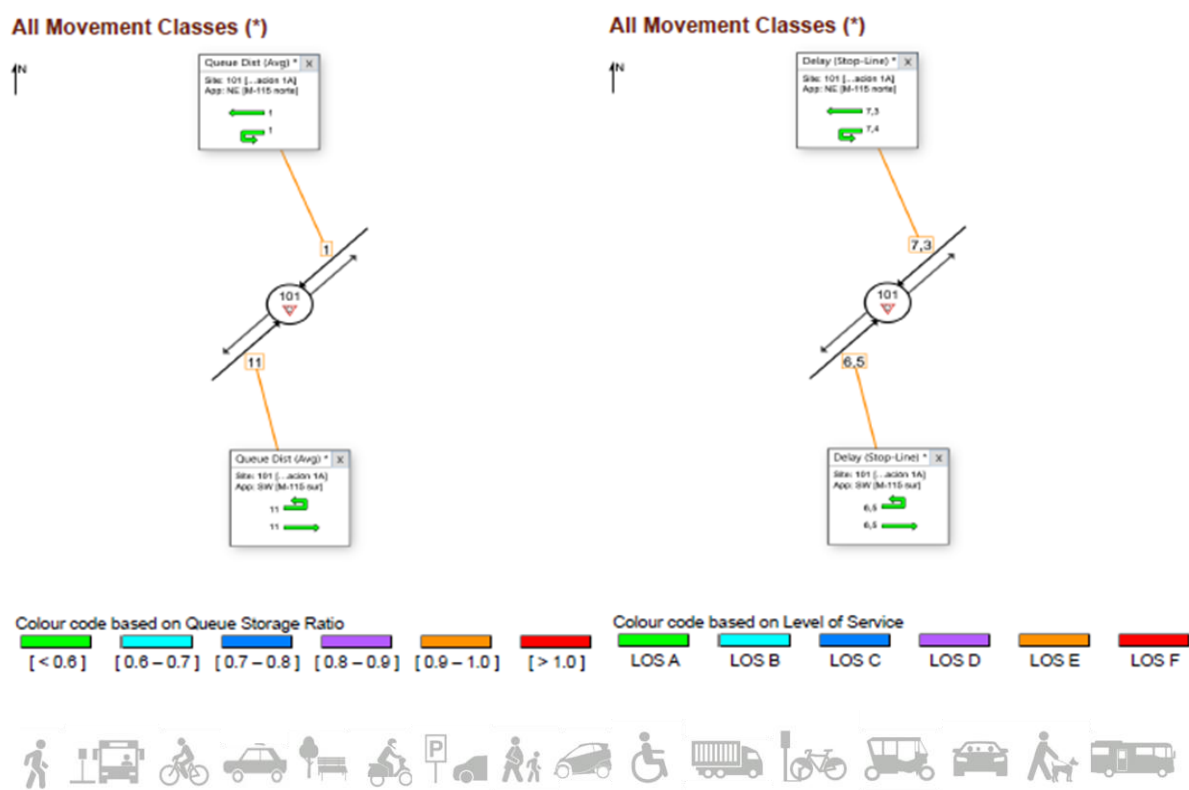 All Movement Classes (*)
N
Queue Dist (Avg) * x
Site: 101 [...ación 1A]
App: NE [M-115 norte]
1
1
1
101
11
Queue Dist (Avg) * x
Site: 101 [...ación 1A]
App: SW [M-115 sur]
11
11
Colour code based on Queue Storage Ratio
[ < 0.6 ] [ 0.6 – 0.7 ] [ 0.7 – 0.8 ] [ 0.8 – 0.9 ] [ 0.9 – 1.0 ] [ > 1.0 ]
All Movement Classes (*)
N
Delay (Stop-Line) * x
Site: 101 [...ación 1A]
App: NE [M-115 norte]
7,3
7,4
7,3
101
6,5
Delay (Stop-Line) * x
Site: 101 [...ación 1A]
App: SW [M-115 sur]
6,5
6,5
Colour code based on Level of Service
LOS A LOS B LOS C LOS D LOS E LOS F
P